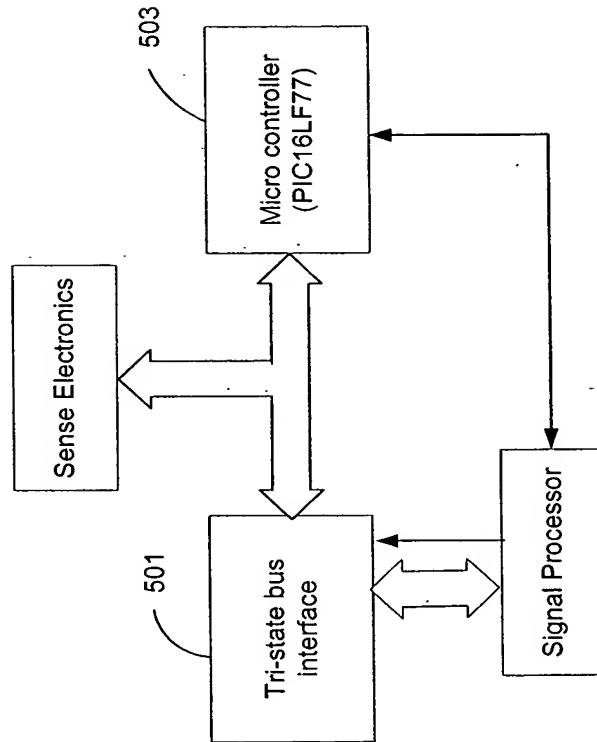 Sense Electronics
501
503
Tri-state bus
interface
Micro controller
(PIC16LF77)
Signal Processor